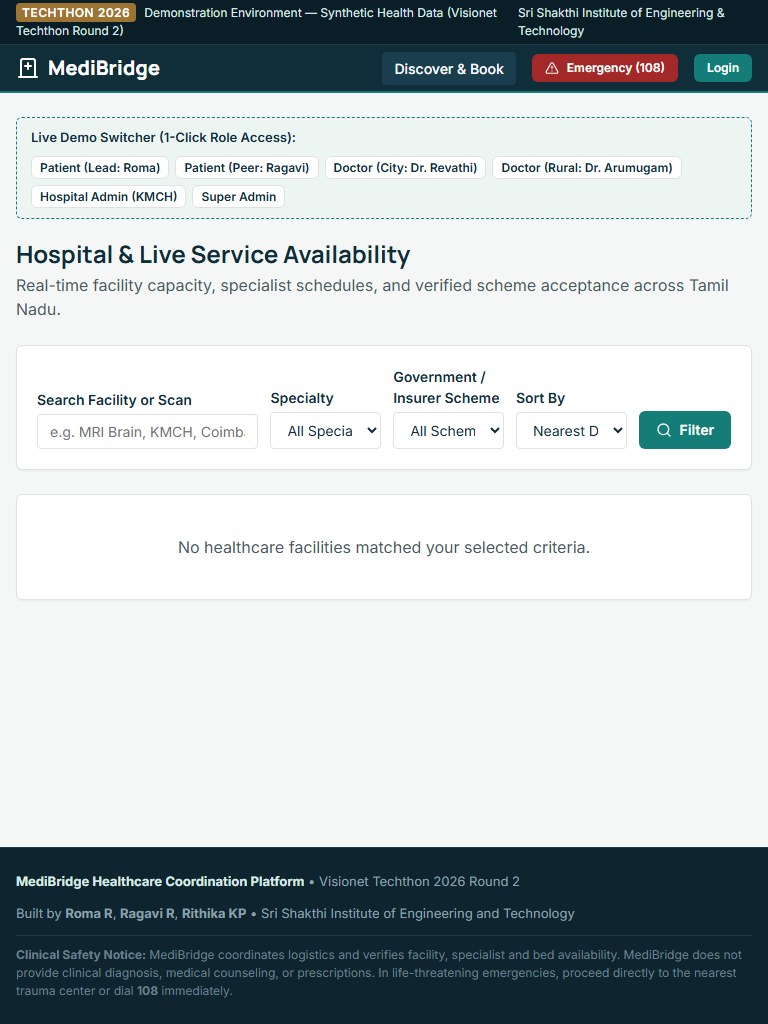 TECHTHON 2026 Demonstration Environment — Synthetic Health Data (Visionet
Techthon Round 2)
Sri Shakthi Institute of Engineering &
Technology
MediBridge
Discover & Book
Emergency (108)
Login
Live Demo Switcher (1-Click Role Access):
Patient (Lead: Roma)
Patient (Peer: Ragavi)
Doctor (City: Dr. Revathi)
Doctor (Rural: Dr. Arumugam)
Hospital Admin (KMCH)
Super Admin
Hospital & Live Service Availability
Real-time facility capacity, specialist schedules, and verified scheme acceptance across Tamil
Nadu.
Search Facility or Scan
e.g. MRI Brain, KMCH, Coimb
Specialty
All Specia
Government /
Insurer Scheme
All Schem
Sort By
Nearest D
Filter
No healthcare facilities matched your selected criteria.
MediBridge Healthcare Coordination Platform • Visionet Techthon 2026 Round 2
Built by Roma R, Ragavi R, Rithika KP • Sri Shakthi Institute of Engineering and Technology
Clinical Safety Notice: MediBridge coordinates logistics and verifies facility, specialist and bed availability. MediBridge does not
provide clinical diagnosis, medical counseling, or prescriptions. In life-threatening emergencies, proceed directly to the nearest
trauma center or dial 108 immediately.